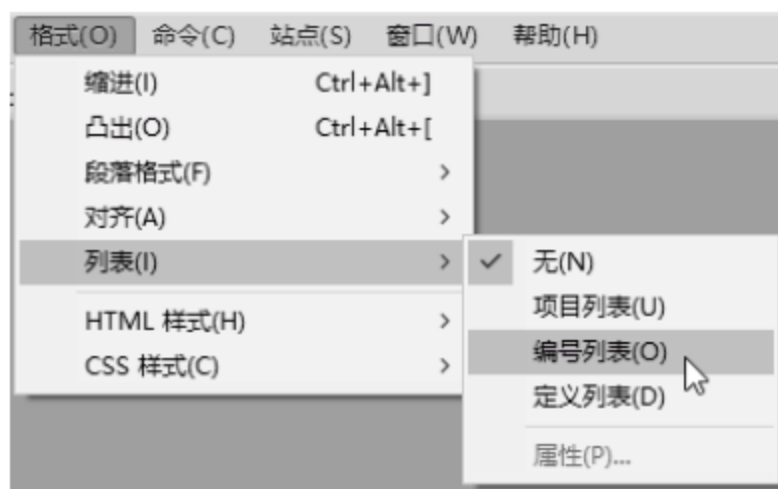 格式(O) 命令(C) 站点(S) 窗口(W) 帮助(H)
缩进(I) Ctrl+Alt+]
凸出(O) Ctrl+Alt+[
段落格式(F)
对齐(A)
列表(I)
无(N)
项目列表(U)
编号列表(O)
定义列表(D)
属性(P)...
HTML 样式(H)
CSS 样式(C)